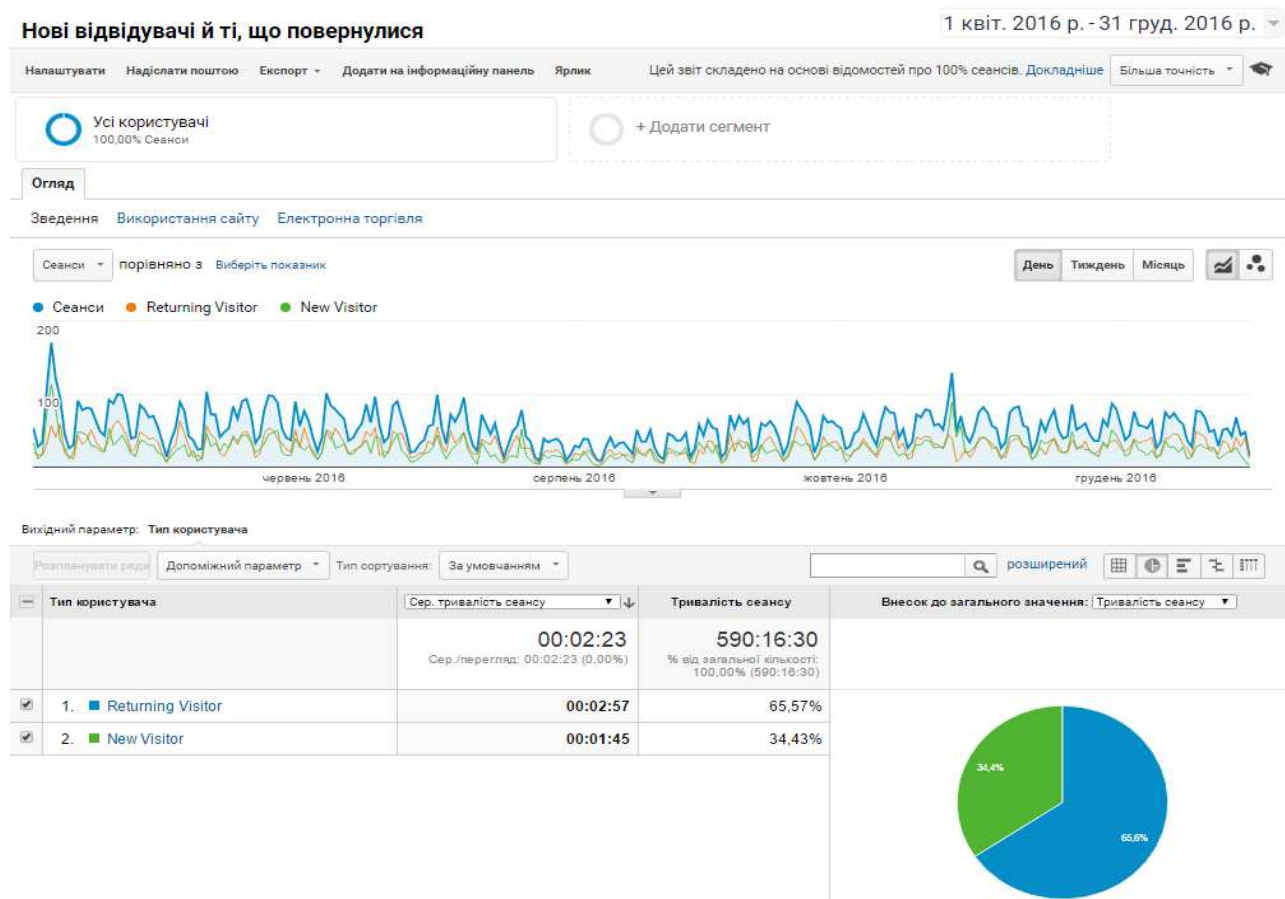 Нові відвідувачі й ті, що повернулися
1 квіт. 2016 р. - 31 груд. 2016 р.
Налаштувати Надіслати поштою Експорт Додати на інформаційну панель Ярлик Цей звіт складено на основі відомостей про 100% сеансів. Докладніше Більша точність
Усі користувачі
100,00% Сеанси
+ Додати сегмент
Огляд
Зведення Використання сайту Електронна торгівля
Сеанси порівняно з Виберіть показник День Тиждень Місяць
Сеанси Returning Visitor New Visitor
200
100
червень 2016 серпень 2016 жовтень 2016 грудень 2016
Вихідний параметр: Тип користувача
Розпланувати ряди Допоміжний параметр Тип сортування: За умовчанням розширений
Тип користувача Сер. тривалість сеансу Тривалість сеансу Внесок до загального значення: Тривалість сеансу
00:02:23 590:16:30
Сер./перегляд: 00:02:23 (0,00%) % від загальної кількості:
100,00% (590:16:30)
1. Returning Visitor 00:02:57 65,57%
2. New Visitor 00:01:45 34,43%
34,4%
65,6%